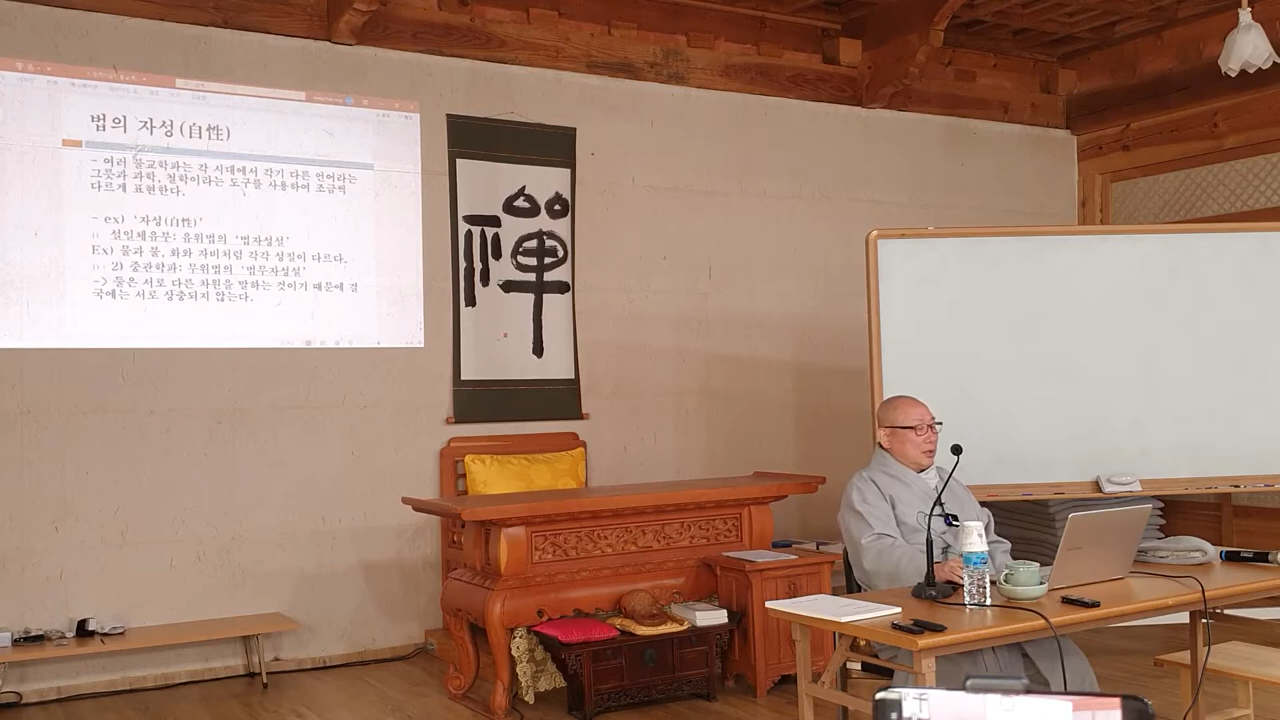 법의 자성(自性)
- 여러 불교학파는 각 시대에서 각기 다른 언어라는
그릇과 과학, 철학이라는 도구를 사용하여 조금씩
다르게 표현한다.
- ex) '자성(自性)'
설일체유부: 유위법의 '법자성설'
Ex) 물과 불, 화와 자비처럼 각각 성질이 다르다.
2) 중관학파: 무위법의 '법무자성설'
-> 둘은 서로 다른 차원을 말하는 것이기 때문에 결
국에는 서로 상충되지 않는다.
禪